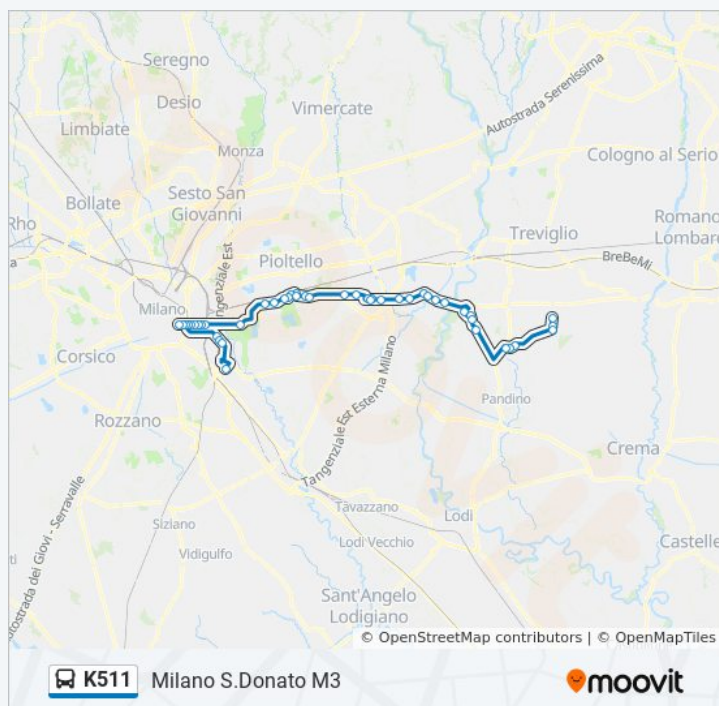 Seregno
Desio
Vimercate
Autostrada Serenissima
Limbiate
Monza
Cologno al Serio
Bollate
Sesto San
Giovanni
Rho
Tangenziale Est
Pioltello
Treviglio
Romano
Lombar
BreBeMi
Milano
Corsico
Tangenziale Est Esterna Milano
Pandino
Rozzano
Crema
Tavazzano
Lodi
Siziano
Lodi Vecchio
Castelle
Vidigulfo
Autostrada dei Giovi - Serravalle
Sant'Angelo
Lodigiano
© OpenStreetMap contributors | © OpenMapTiles
K511
Milano S.Donato M3
moovit